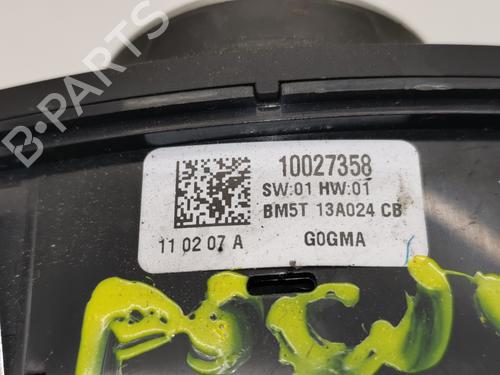 B-PARTS
10027358
SW:01 HW:01
BM5T 13A024 CB
11 02 07 A G0GMA